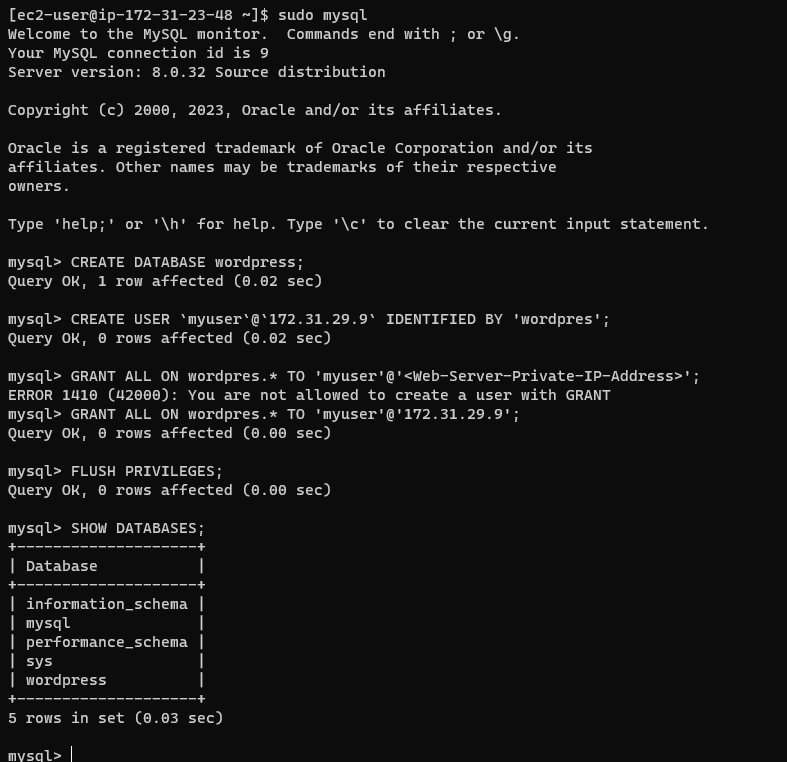 [ec2-user@ip-172-31-23-48 ~]$ sudo mysql
Welcome to the MySQL monitor.  Commands end with ; or \g.
Your MySQL connection id is 9
Server version: 8.0.32 Source distribution

Copyright (c) 2000, 2023, Oracle and/or its affiliates.

Oracle is a registered trademark of Oracle Corporation and/or its
affiliates. Other names may be trademarks of their respective
owners.

Type 'help;' or '\h' for help. Type '\c' to clear the current input statement.

mysql> CREATE DATABASE wordpress;
Query OK, 1 row affected (0.02 sec)

mysql> CREATE USER `myuser`@`172.31.29.9` IDENTIFIED BY 'wordpres';
Query OK, 0 rows affected (0.02 sec)

mysql> GRANT ALL ON wordpres.* TO 'myuser'@'<Web-Server-Private-IP-Address>';
ERROR 1410 (42000): You are not allowed to create a user with GRANT
mysql> GRANT ALL ON wordpres.* TO 'myuser'@'172.31.29.9';
Query OK, 0 rows affected (0.00 sec)

mysql> FLUSH PRIVILEGES;
Query OK, 0 rows affected (0.00 sec)

mysql> SHOW DATABASES;
+--------------------+
| Database           |
+--------------------+
| information_schema |
| mysql              |
| performance_schema |
| sys                |
| wordpress          |
+--------------------+
5 rows in set (0.03 sec)

mysql>